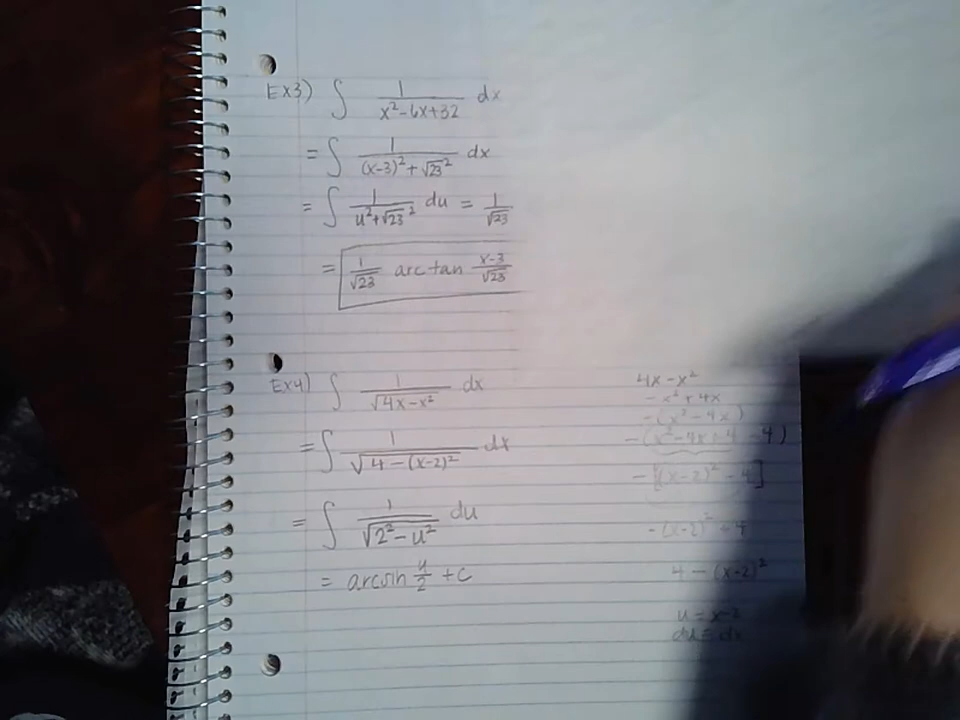 Ex3) ∫ 1/(x²-6x+32) dx
= ∫ 1/((x-3)²+√23²) dx
= ∫ 1/(u²+√23²) du = 1/√23
= 1/√23 arctan (x-3)/√23
Ex4) ∫ 1/√(4x-x²) dx
= ∫ 1/√(4-(x-2)²) dx
= ∫ 1/√(2²-u²) du
= arcsin u/2 +c
4x-x²
-x²+4x
-(x²-4x)
-(x²-4x+4-4)
-[(x-2)²-4]
-(x-2)²+4
4-(x-2)²
u=x-2
du=dx